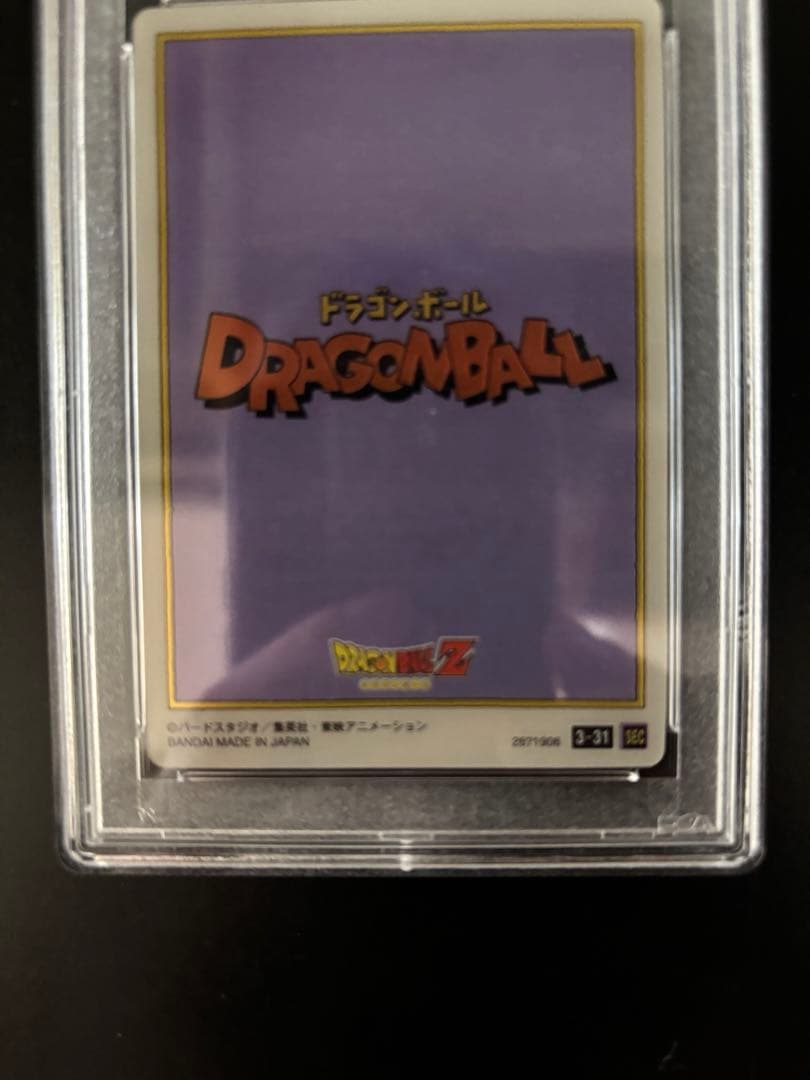 ドラゴンボール
DRAGONBALL
DRAGONBALL Z
©バードスタジオ／集英社・東映アニメーション
BANDAI MADE IN JAPAN
2671906 3-31 SEC